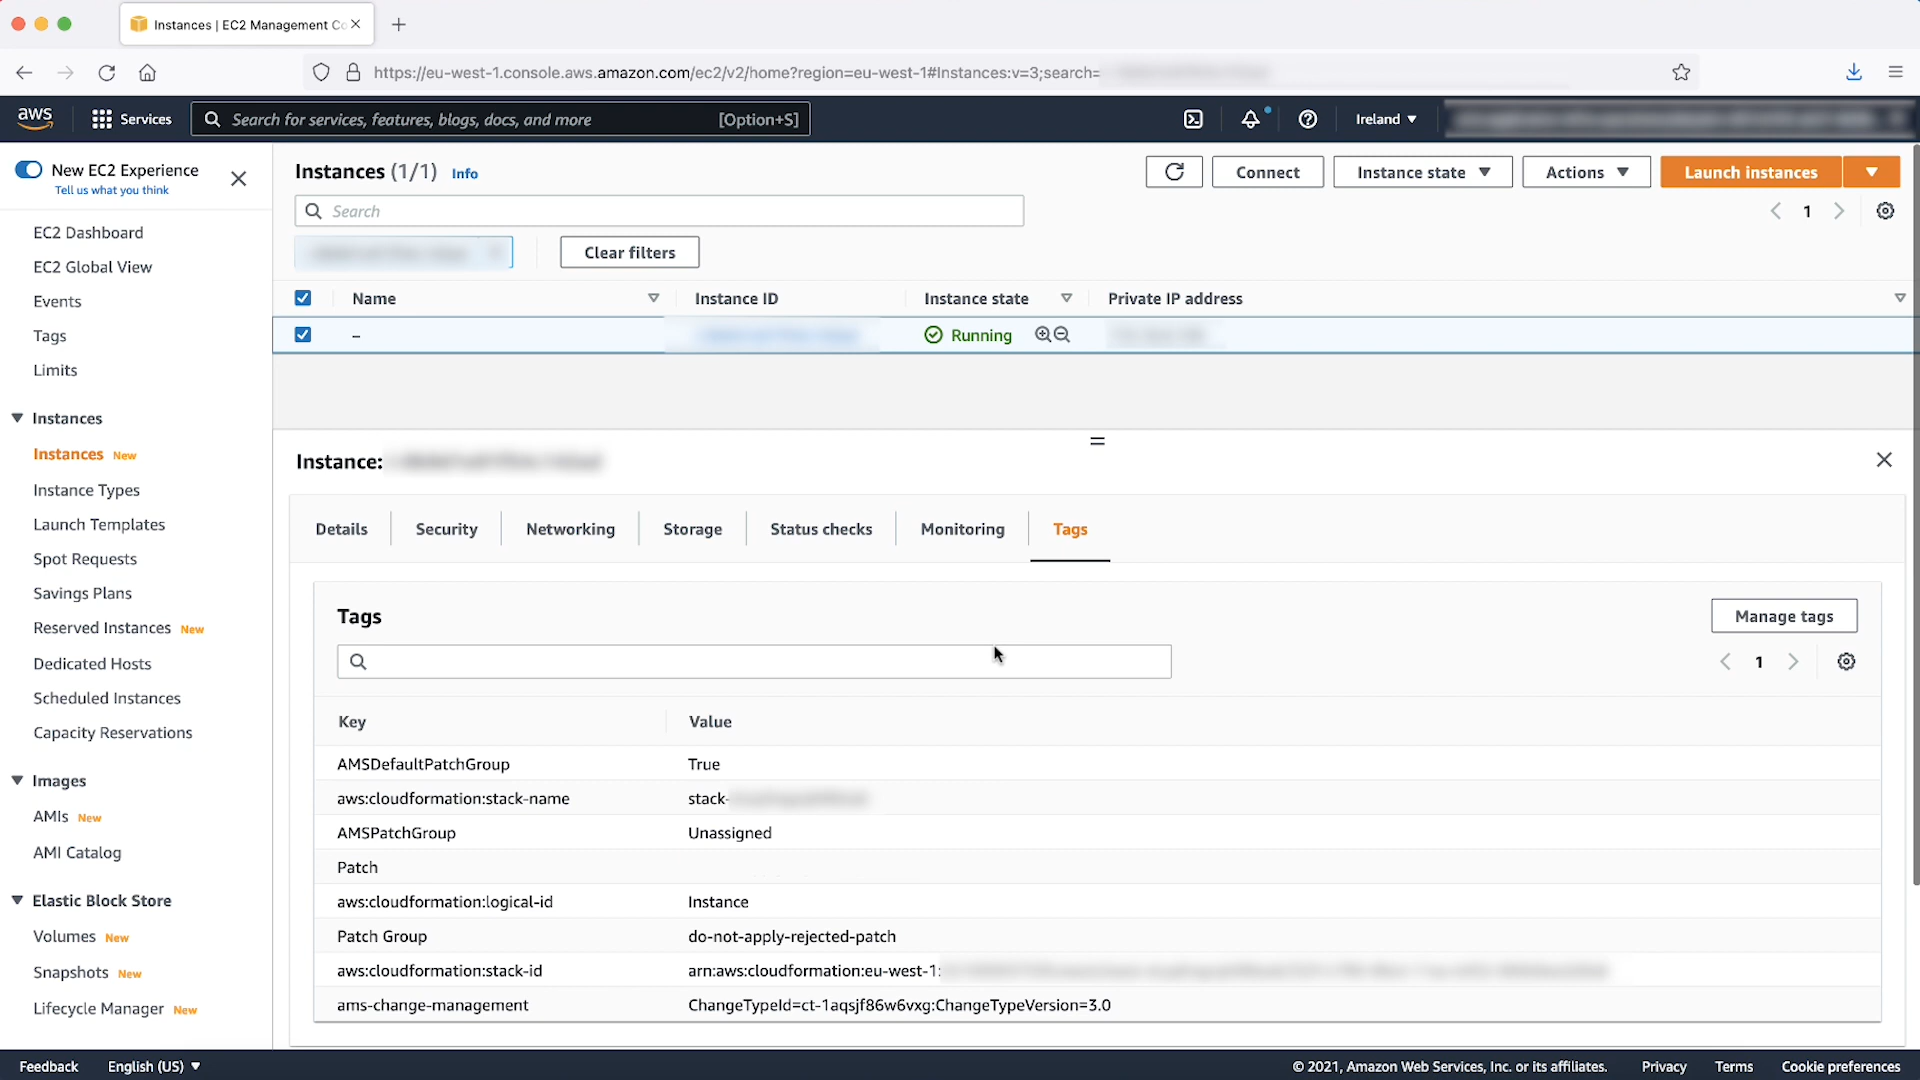 Instances | EC2 Management Co
https://eu-west-1.console.aws.amazon.com/ec2/v2/home?region=eu-west-1#Instances:v=3;search=
aws Services Search for services, features, blogs, docs, and more [Option+S] Ireland
New EC2 Experience
Tell us what you think
EC2 Dashboard
EC2 Global View
Events
Tags
Limits
Instances
Instances New
Instance Types
Launch Templates
Spot Requests
Savings Plans
Reserved Instances New
Dedicated Hosts
Scheduled Instances
Capacity Reservations
Images
AMIs New
AMI Catalog
Elastic Block Store
Volumes New
Snapshots New
Lifecycle Manager New
Instances (1/1) Info
Connect Instance state Actions Launch instances
Search
1
Clear filters
Name Instance ID Instance state Private IP address
– Running
Instance:
Details Security Networking Storage Status checks Monitoring Tags
Tags
Manage tags
1
Key Value
AMSDefaultPatchGroup True
aws:cloudformation:stack-name stack-
AMSPatchGroup Unassigned
Patch
aws:cloudformation:logical-id Instance
Patch Group do-not-apply-rejected-patch
aws:cloudformation:stack-id arn:aws:cloudformation:eu-west-1:
ams-change-management ChangeTypeId=ct-1aqsjf86w6vxg:ChangeTypeVersion=3.0
Feedback English (US) © 2021, Amazon Web Services, Inc. or its affiliates. Privacy Terms Cookie preferences